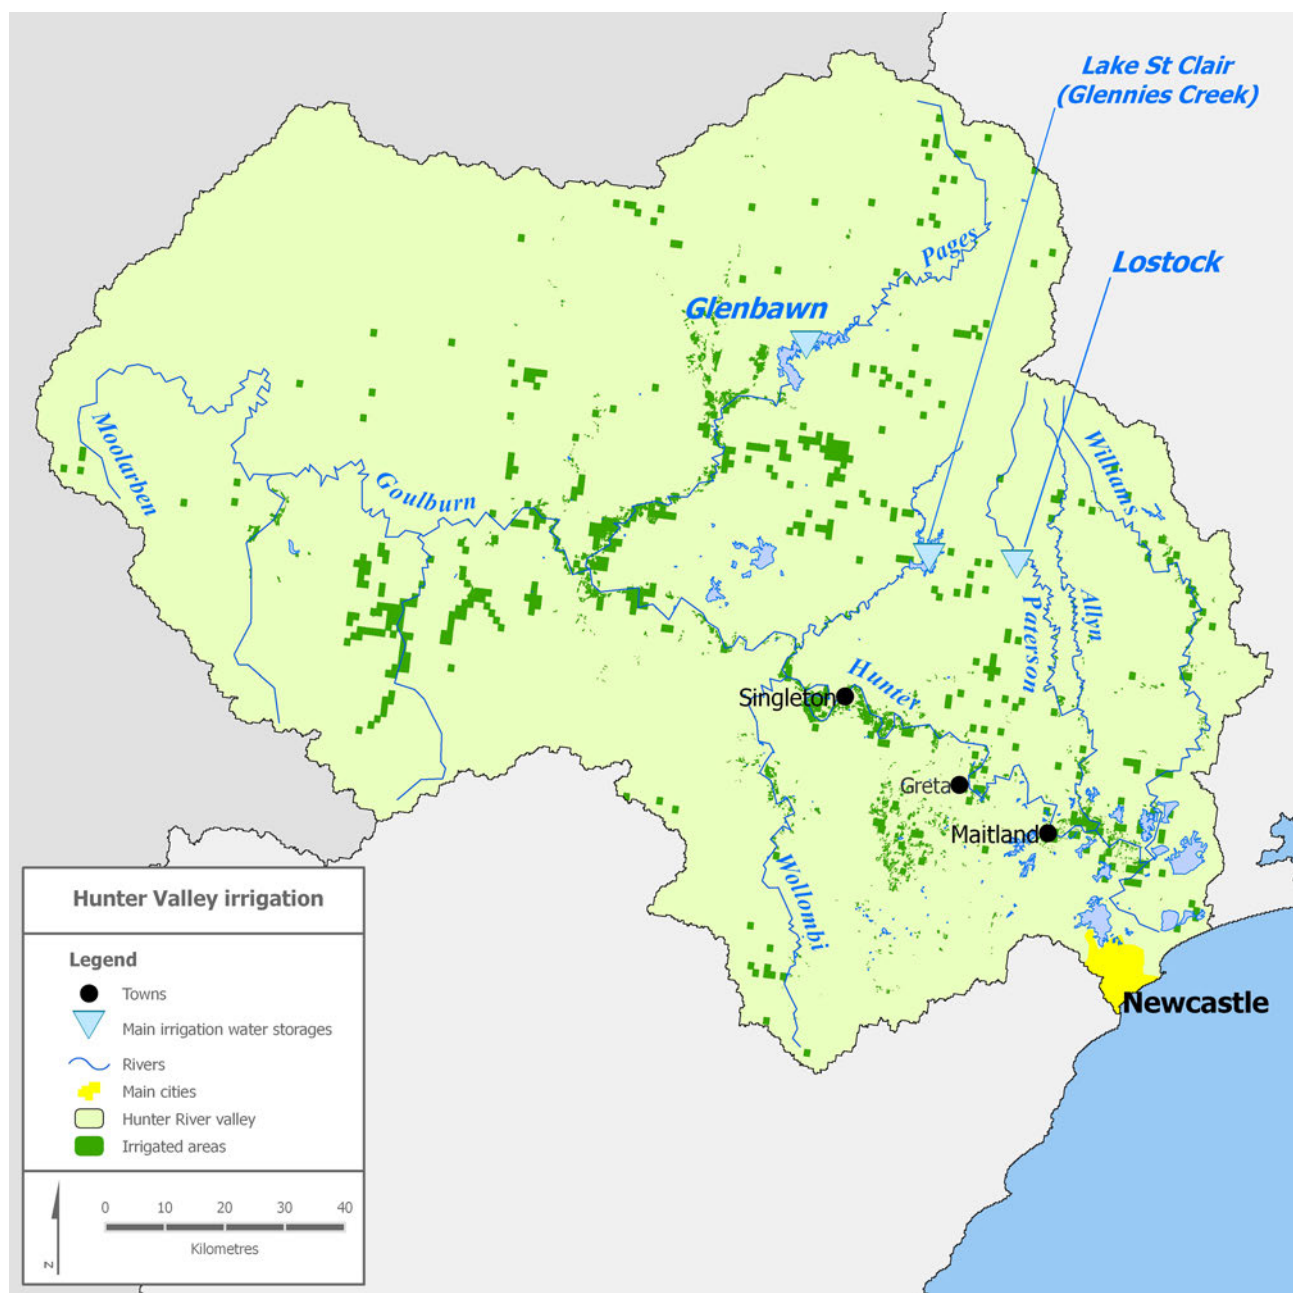 Lake St Clair
(Glennies Creek)
Pages
Lostock
Glenbawn
Moolarben
Goulburn
Williams
Allyn
Paterson
Hunter
Singleton
Greta
Maitland
Wollombi
Newcastle
Hunter Valley irrigation
Legend
Towns
Main irrigation water storages
Rivers
Main cities
Hunter River valley
Irrigated areas
0 10 20 30 40
Kilometres
N